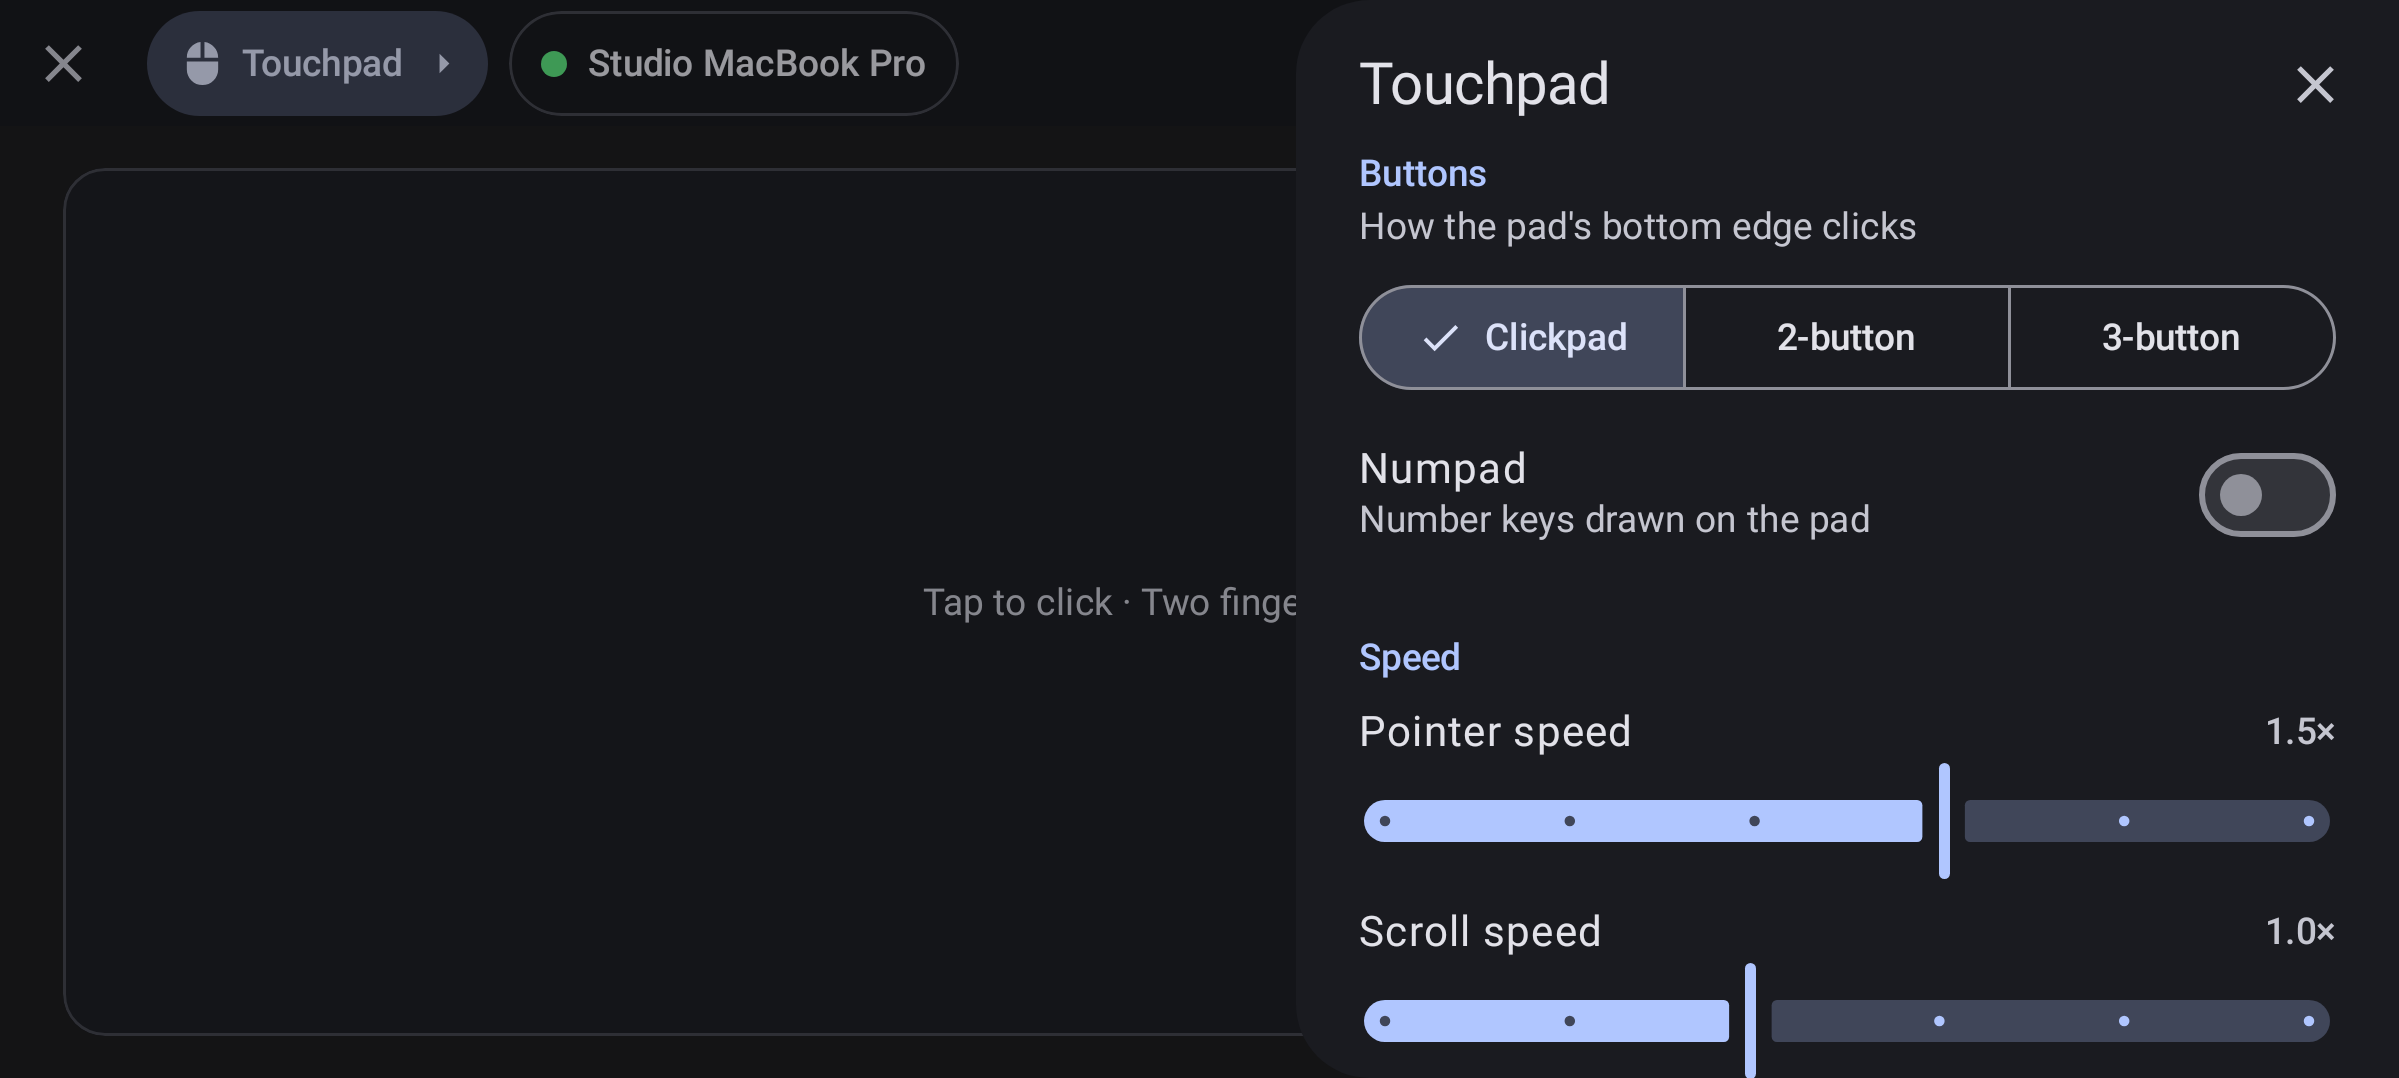 Touchpad
Studio MacBook Pro
Tap to click · Two
Touchpad
Buttons
How the pad's bottom edge clicks
Clickpad
2-button
3-button
Numpad
Number keys drawn on the pad
Speed
Pointer speed
1.5×
Scroll speed
1.0×